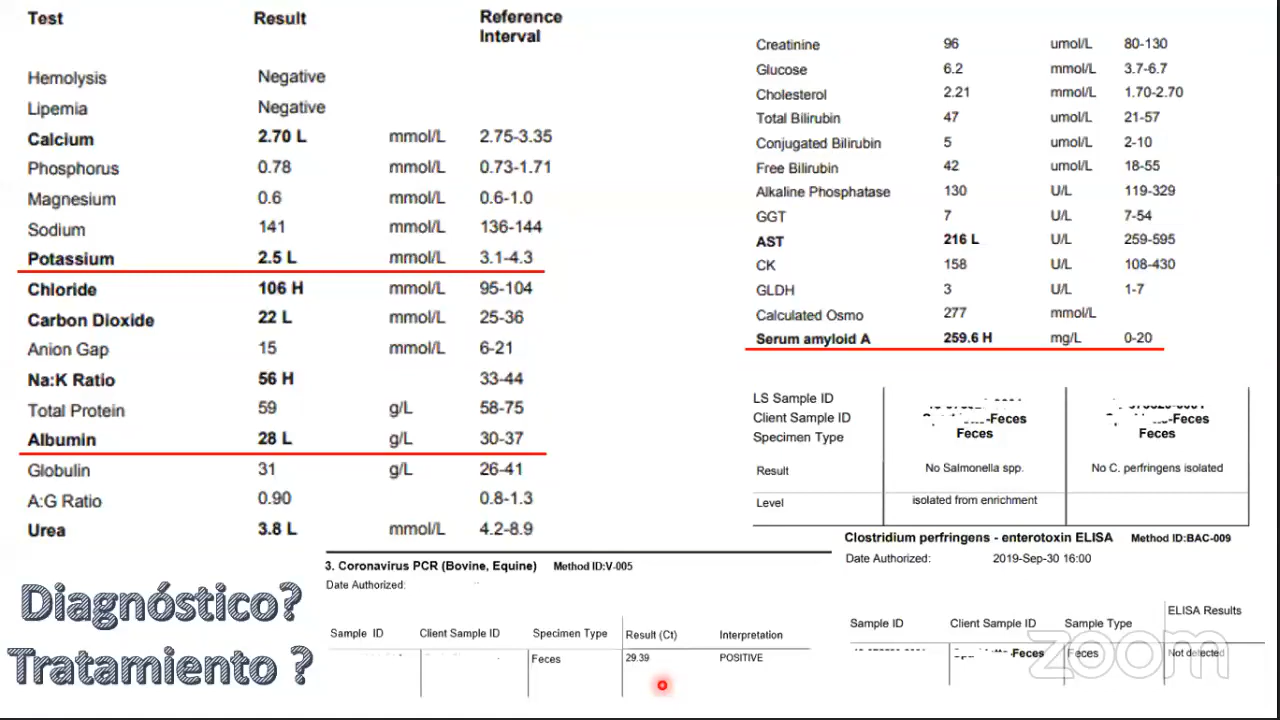 Test Result Reference Interval
Hemolysis Negative
Lipemia Negative
Calcium 2.70 L mmol/L 2.75-3.35
Phosphorus 0.78 mmol/L 0.73-1.71
Magnesium 0.6 mmol/L 0.6-1.0
Sodium 141 mmol/L 136-144
Potassium 2.5 L mmol/L 3.1-4.3
Chloride 106 H mmol/L 95-104
Carbon Dioxide 22 L mmol/L 25-36
Anion Gap 15 mmol/L 6-21
Na:K Ratio 56 H 33-44
Total Protein 59 g/L 58-75
Albumin 28 L g/L 30-37
Globulin 31 g/L 26-41
A:G Ratio 0.90 0.8-1.3
Urea 3.8 L mmol/L 4.2-8.9
Creatinine 96 umol/L 80-130
Glucose 6.2 mmol/L 3.7-6.7
Cholesterol 2.21 mmol/L 1.70-2.70
Total Bilirubin 47 umol/L 21-57
Conjugated Bilirubin 5 umol/L 2-10
Free Bilirubin 42 umol/L 18-55
Alkaline Phosphatase 130 U/L 119-329
GGT 7 U/L 7-54
AST 216 L U/L 259-595
CK 158 U/L 108-430
GLDH 3 U/L 1-7
Calculated Osmo 277 mmol/L
Serum amyloid A 259.6 H mg/L 0-20
LS Sample ID
Client Sample ID -Feces -Feces
Specimen Type Feces Feces
Result No Salmonella spp. No C. perfringens isolated
Level isolated from enrichment
Clostridium perfringens - enterotoxin ELISA Method ID:BAC-009
Date Authorized: 2019-Sep-30 16:00
ELISA Results
Sample ID Client Sample ID Sample Type
-Feces Feces Not detected
3. Coronavirus PCR (Bovine, Equine) Method ID:V-005
Date Authorized:
Sample ID Client Sample ID Specimen Type Result (Ct) Interpretation
Feces 29.39 POSITIVE
Diagnóstico?
Tratamiento ?
zoom